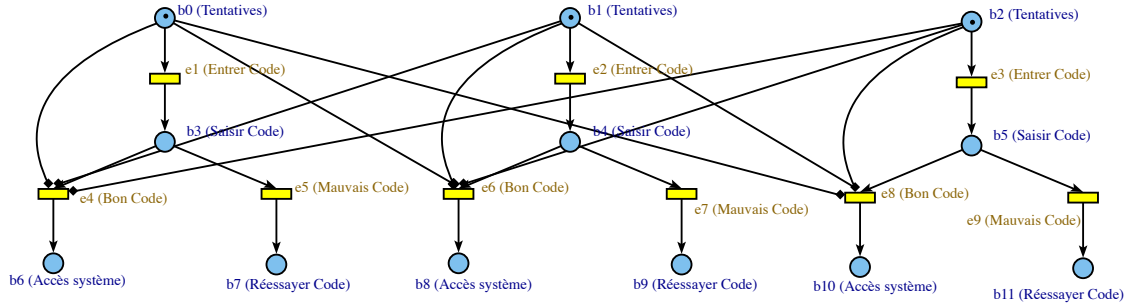 b0 (Tentatives)
b1 (Tentatives)
b2 (Tentatives)
e1 (Entrer Code)
e2 (Entrer Code)
e3 (Entrer Code)
b3 (Saisir Code)
b4 (Saisir Code)
b5 (Saisir Code)
e4 (Bon Code)
e5 (Mauvais Code)
e6 (Bon Code)
e7 (Mauvais Code)
e8 (Bon Code)
e9 (Mauvais Code)
b6 (Accès système)
b7 (Réessayer Code)
b8 (Accès système)
b9 (Réessayer Code)
b10 (Accès système)
b11 (Réessayer Code)